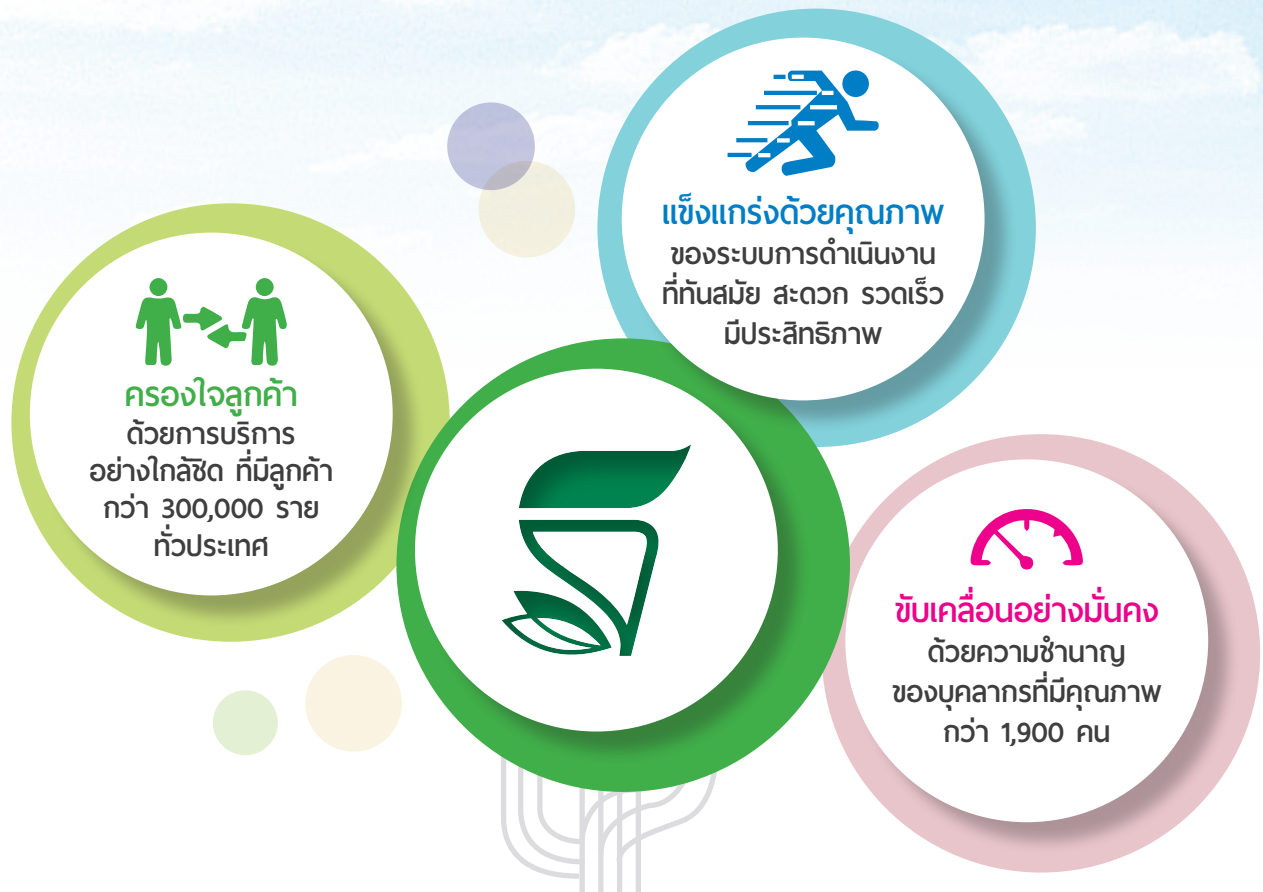 แข็งแกร่งด้วยคุณภาพ
ของระบบการดำเนินงาน
ที่ทันสมัย สะดวก รวดเร็ว
มีประสิทธิภาพ
ครองใจลูกค้า
ด้วยการบริการ
อย่างใกล้ชิด ที่มีลูกค้า
กว่า 300,000 ราย
ทั่วประเทศ
ขับเคลื่อนอย่างมั่นคง
ด้วยความชำนาญ
ของบุคลากรที่มีคุณภาพ
กว่า 1,900 คน